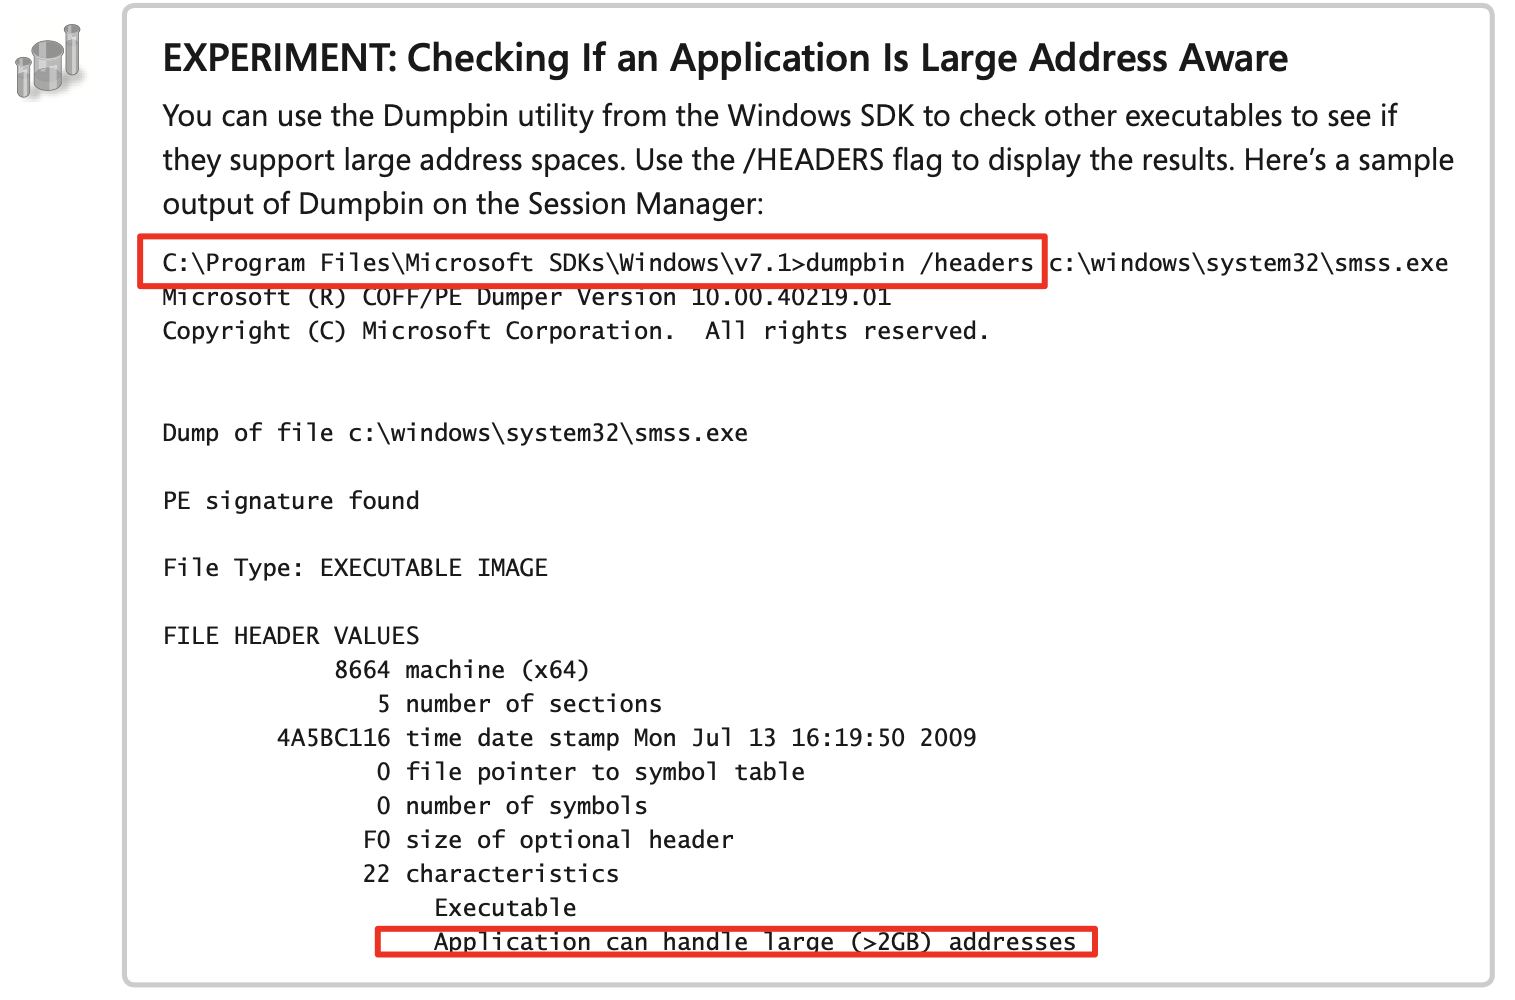 EXPERIMENT: Checking If an Application Is Large Address Aware
You can use the Dumpbin utility from the Windows SDK to check other executables to see if
they support large address spaces. Use the /HEADERS flag to display the results. Here’s a sample
output of Dumpbin on the Session Manager:
C:\Program Files\Microsoft SDKs\Windows\v7.1>dumpbin /headers c:\windows\system32\smss.exe
Microsoft (R) COFF/PE Dumper Version 10.00.40219.01
Copyright (C) Microsoft Corporation.  All rights reserved.
Dump of file c:\windows\system32\smss.exe
PE signature found
File Type: EXECUTABLE IMAGE
FILE HEADER VALUES
8664 machine (x64)
5 number of sections
4A5BC116 time date stamp Mon Jul 13 16:19:50 2009
0 file pointer to symbol table
0 number of symbols
F0 size of optional header
22 characteristics
Executable
Application can handle large (>2GB) addresses